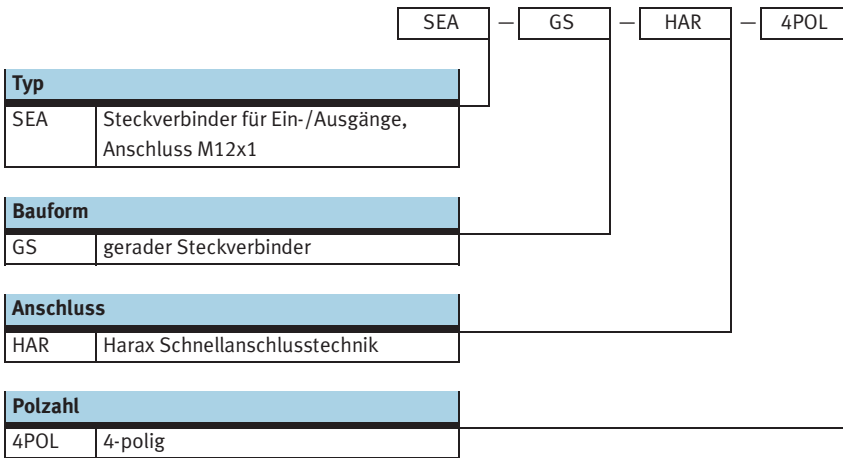 SEA — GS — HAR — 4POL
Typ
SEA Steckverbinder für Ein-/Ausgänge,
Anschluss M12x1
Bauform
GS gerader Steckverbinder
Anschluss
HAR Harax Schnellanschlusstechnik
Polzahl
4POL 4-polig